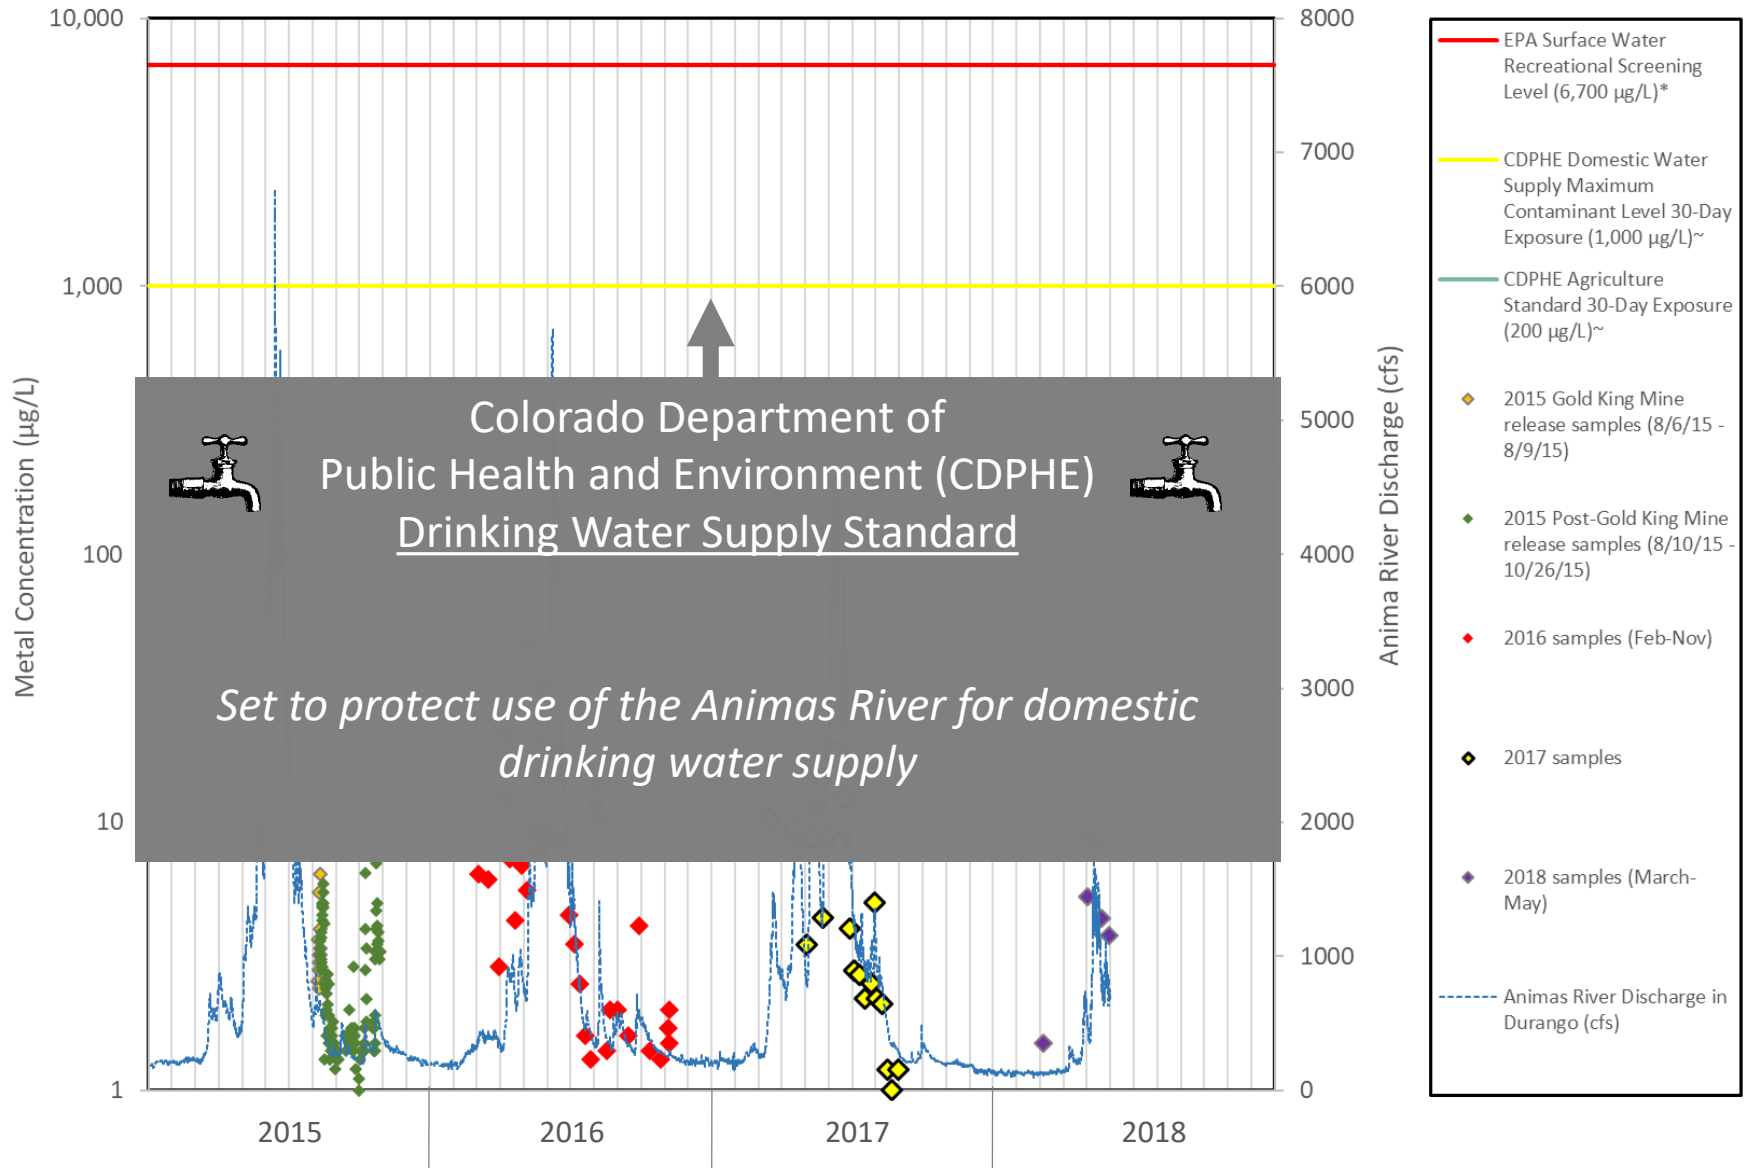 10,000
1,000
100
10
1
Metal Concentration (µg/L)
Colorado Department of
Public Health and Environment (CDPHE)
Drinking Water Supply Standard
Set to protect use of the Animas River for domestic
drinking water supply
2015
2016
2017
2018
8000
7000
6000
5000
4000
3000
2000
1000
0
Anima River Discharge (cfs)
EPA Surface Water
Recreational Screening
Level (6,700 µg/L)*
CDPHE Domestic Water
Supply Maximum
Contaminant Level 30-Day
Exposure (1,000 µg/L)~
CDPHE Agriculture
Standard 30-Day Exposure
(200 µg/L)~
2015 Gold King Mine
release samples (8/6/15 -
8/9/15)
2015 Post-Gold King Mine
release samples (8/10/15 -
10/26/15)
2016 samples (Feb-Nov)
2017 samples
2018 samples (March-
May)
Animas River Discharge in
Durango (cfs)